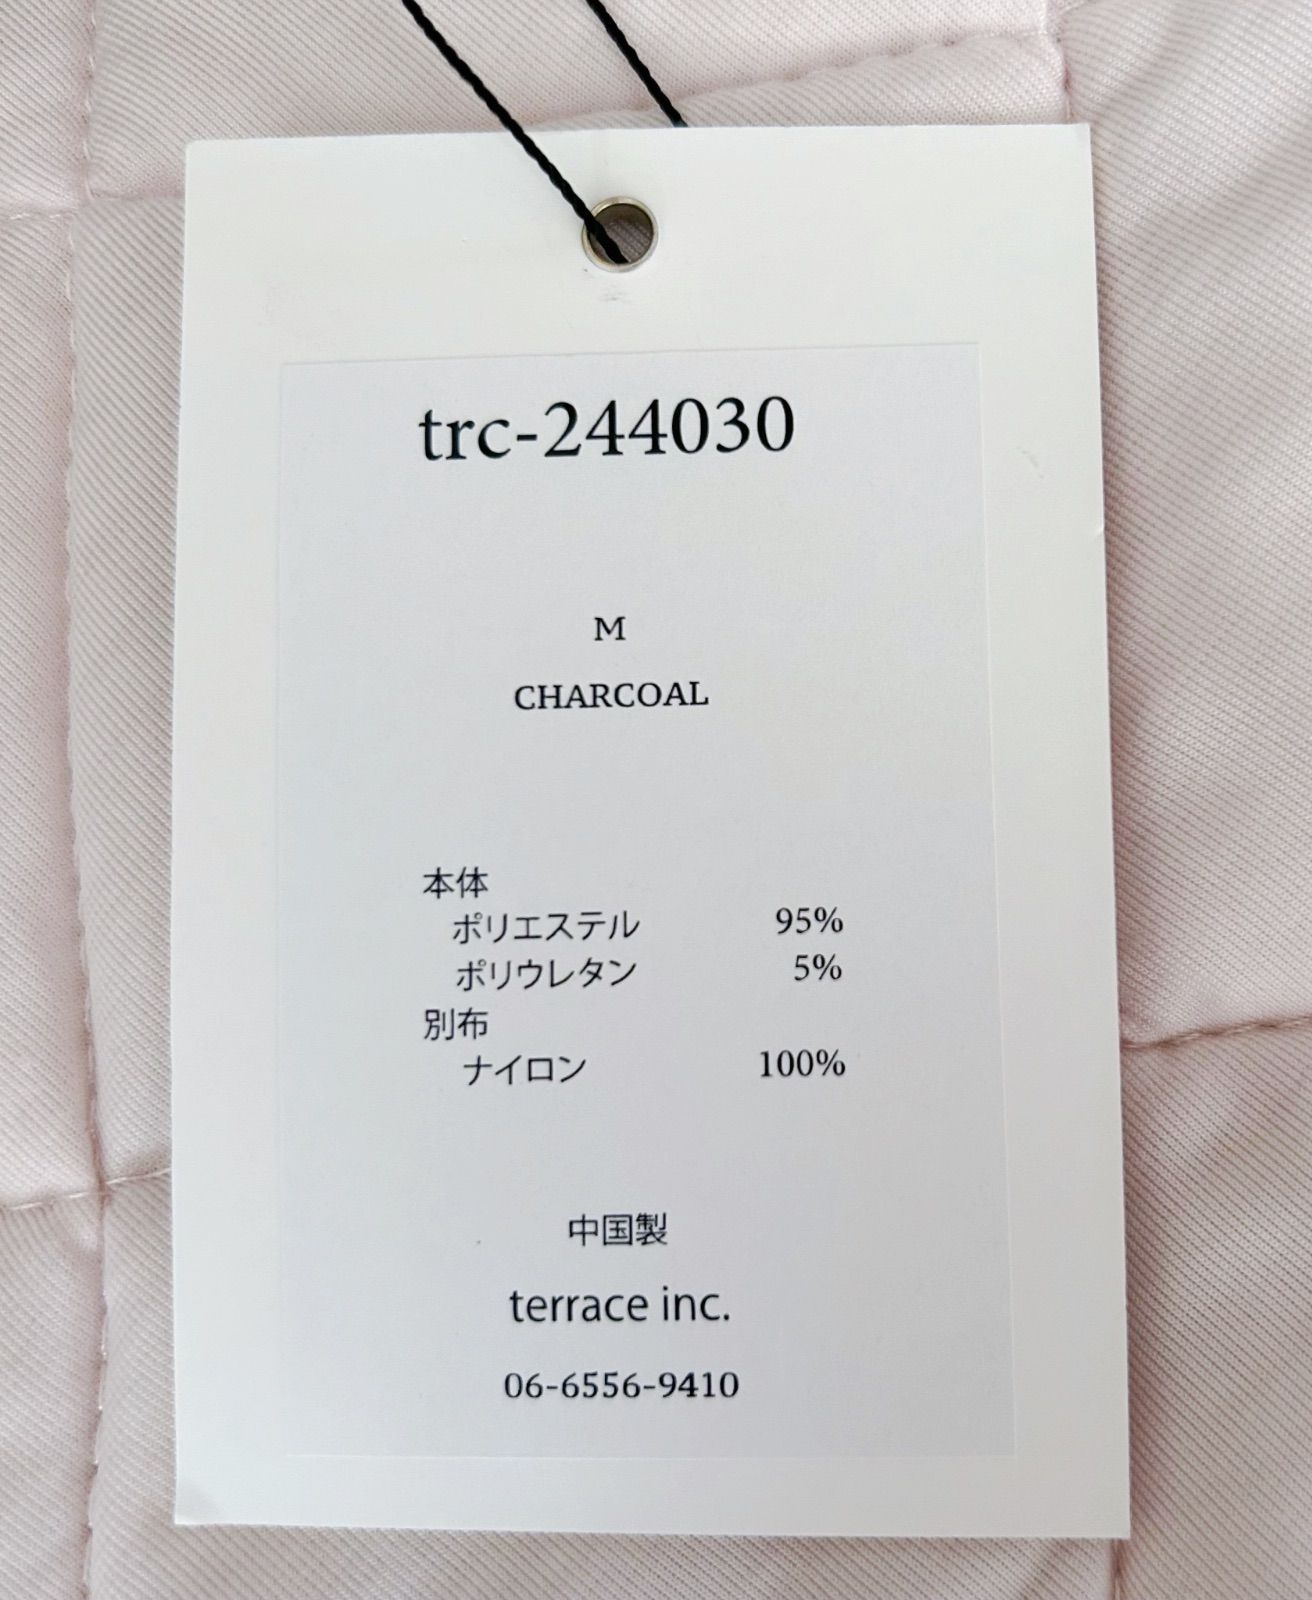 trc-244030
M
CHARCOAL
本体
ポリエステル 95%
ポリウレタン 5%
別布
ナイロン 100%
中国製
terrace inc.
06-6556-9410